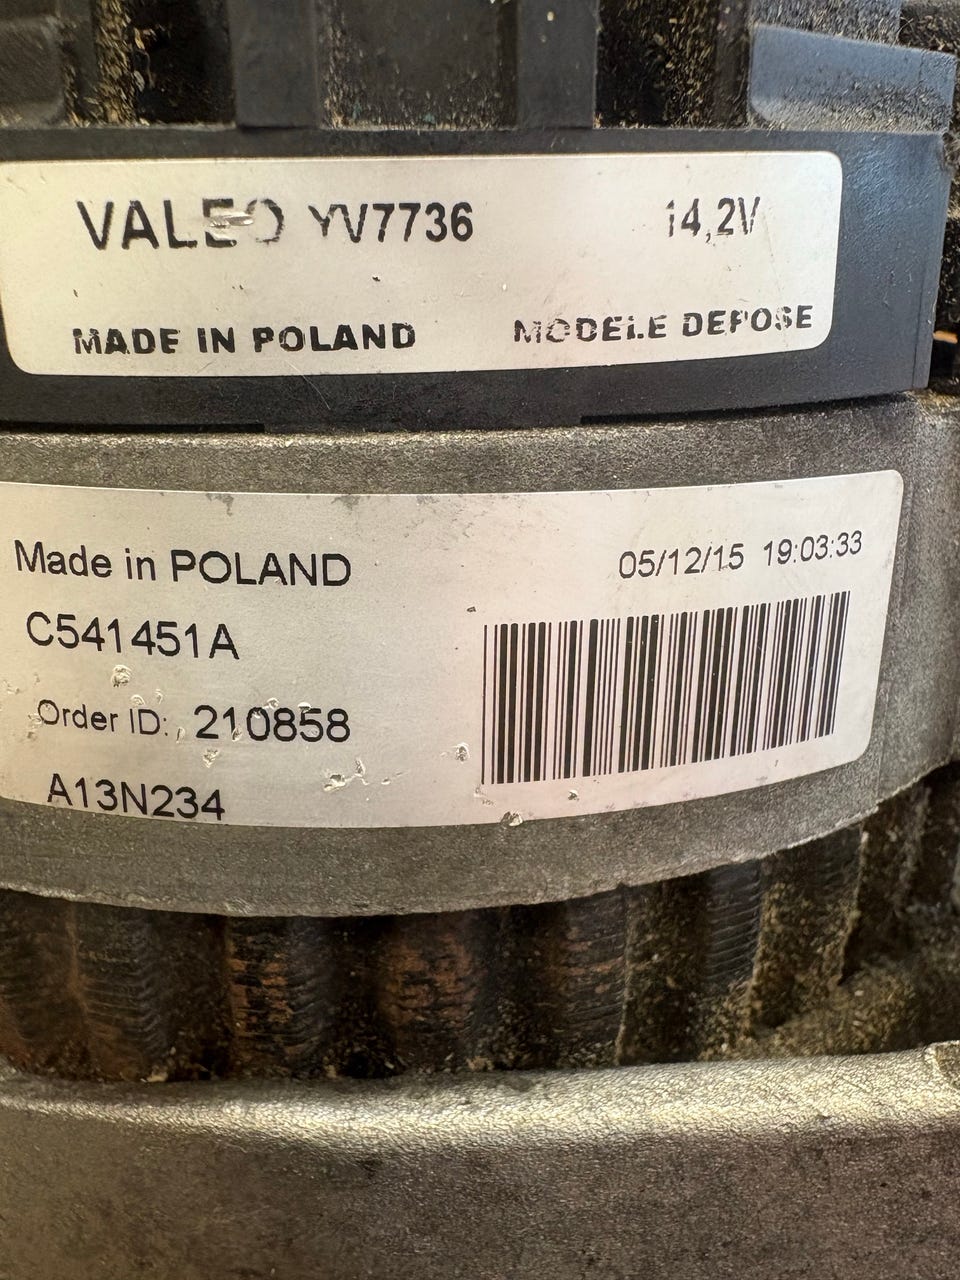 VALEO YV7736 14,2V
MADE IN POLAND MODELE DEPOSE
Made in POLAND 05/12/15 19:03:33
C541451A
Order ID: 210858
A13N234